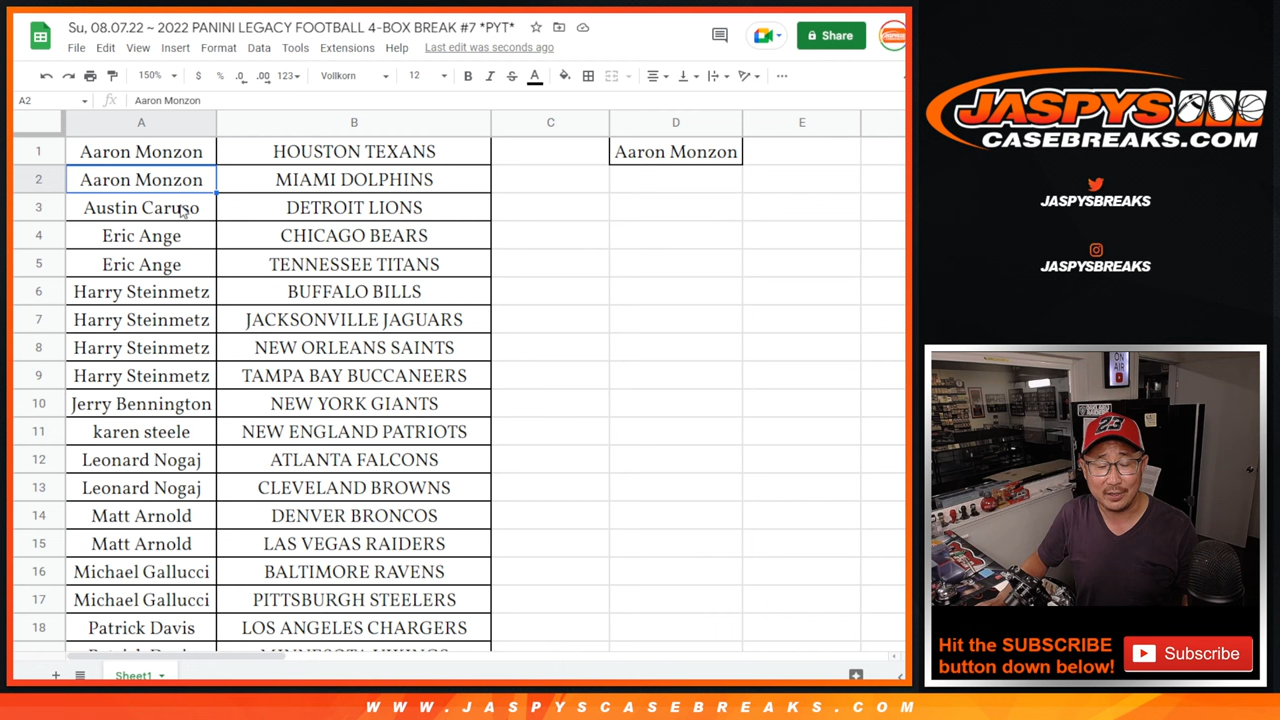 Su, 08.07.22 ~ 2022 PANINI LEGACY FOOTBALL 4-BOX BREAK #7 *PYT*
File Edit View Insert Format Data Tools Extensions Help Last edit was seconds ago
Share
150% $ % .0 .00 123 Vollkorn 12 B I S A
A2 fx Aaron Monzon
A B C D E
1 Aaron Monzon HOUSTON TEXANS Aaron Monzon
2 Aaron Monzon MIAMI DOLPHINS
3 Austin Caruso DETROIT LIONS
4 Eric Ange CHICAGO BEARS
5 Eric Ange TENNESSEE TITANS
6 Harry Steinmetz BUFFALO BILLS
7 Harry Steinmetz JACKSONVILLE JAGUARS
8 Harry Steinmetz NEW ORLEANS SAINTS
9 Harry Steinmetz TAMPA BAY BUCCANEERS
10 Jerry Bennington NEW YORK GIANTS
11 karen steele NEW ENGLAND PATRIOTS
12 Leonard Nogaj ATLANTA FALCONS
13 Leonard Nogaj CLEVELAND BROWNS
14 Matt Arnold DENVER BRONCOS
15 Matt Arnold LAS VEGAS RAIDERS
16 Michael Gallucci BALTIMORE RAVENS
17 Michael Gallucci PITTSBURGH STEELERS
18 Patrick Davis LOS ANGELES CHARGERS
Patrick Davis MINNESOTA VIKINGS
Sheet1
JASPYS
CASEBREAKS.COM
JASPYSBREAKS
JASPYSBREAKS
ON
AIR
23
Hit the SUBSCRIBE
button down below!
Subscribe
WWW.JASPYSCASEBREAKS.COM